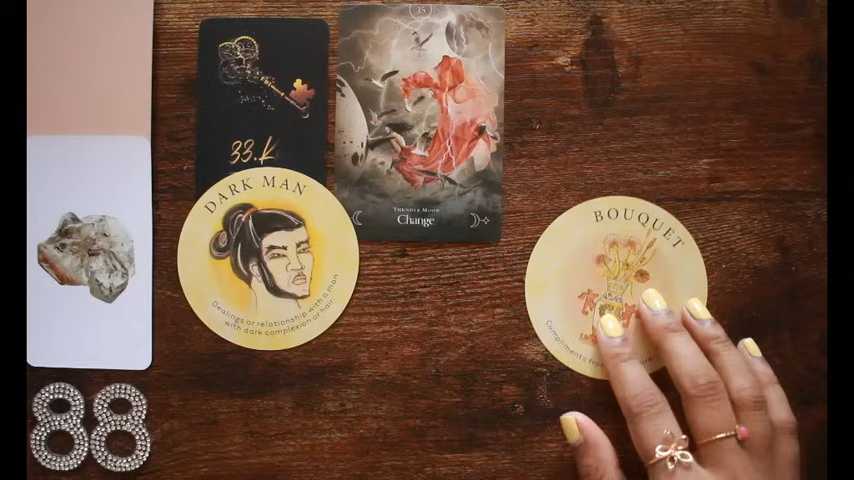 15
33. K
THUNDER MOON
Change
DARK MAN
Dealings or relationship with a man
with dark complexion or hair
BOUQUET
Compliments
88